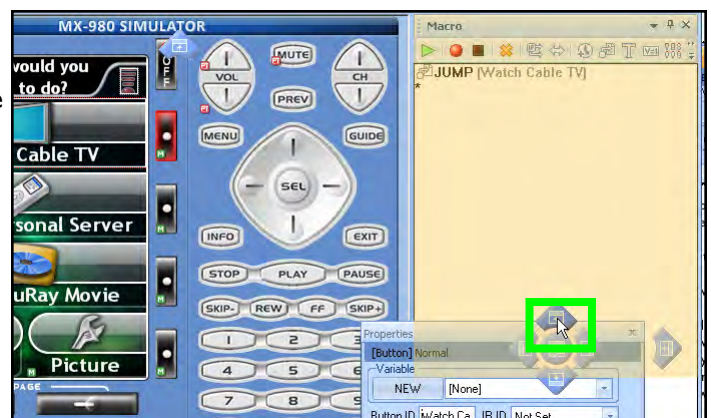 MX-980 SIMULATOR
vould you
to do?
Cable TV
sonal Server
uRay Movie
Picture
M
PAGE
e
OFF
M
M
M
M
VOL
MUTE
CH
PREV
MENU
GUIDE
SEL
INFO
EXIT
STOP
PLAY
PAUSE
SKIP-
REW
FF
SKIP+
1
2
3
4
5
6
7
8
9
Macro
JUMP (Watch Cable TV)
*
Properties
[Button] Normal
Variable
NEW
[None]
Button ID
Watch Ca
IR ID
Not Set